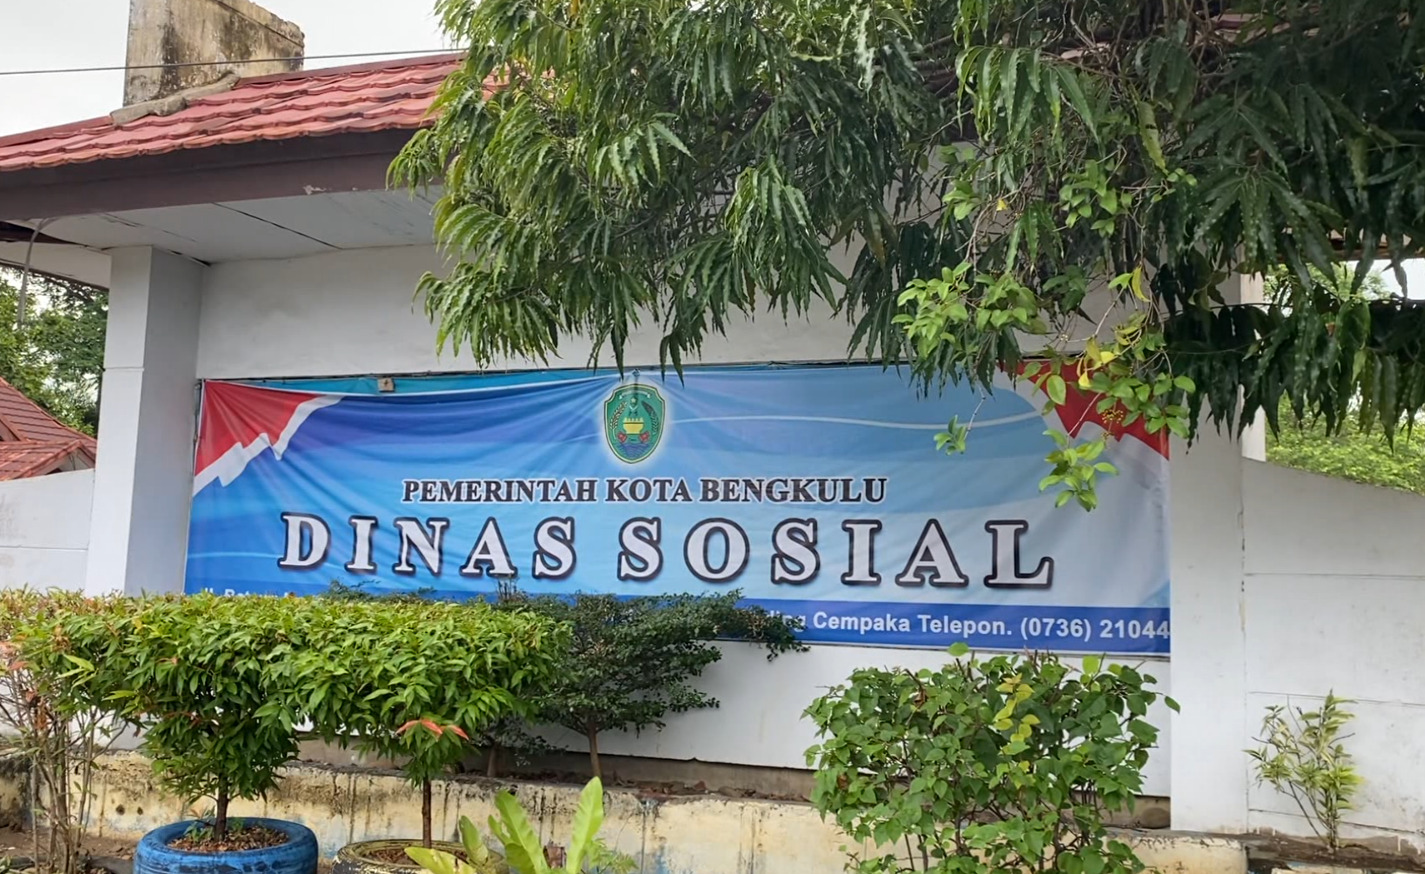 PEMERINTAH KOTA BENGKULU
DINAS SOSIAL
Cempaka Telepon. (0736) 21044